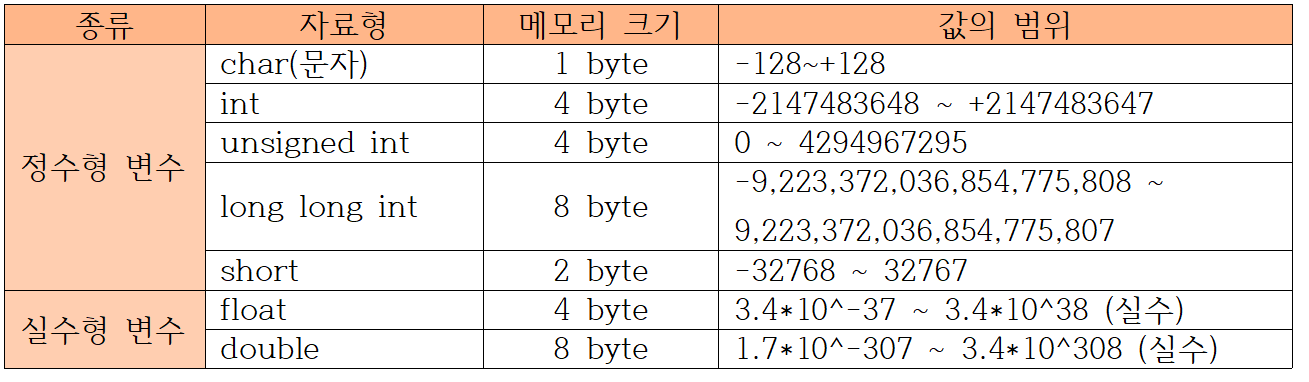 종류 자료형 메모리 크기 값의 범위
정수형 변수
char(문자) 1 byte -128~+128
int 4 byte -2147483648 ~ +2147483647
unsigned int 4 byte 0 ~ 4294967295
long long int 8 byte -9,223,372,036,854,775,808 ~
9,223,372,036,854,775,807
short 2 byte -32768 ~ 32767
실수형 변수
float 4 byte 3.4*10^-37 ~ 3.4*10^38 (실수)
double 8 byte 1.7*10^-307 ~ 3.4*10^308 (실수)